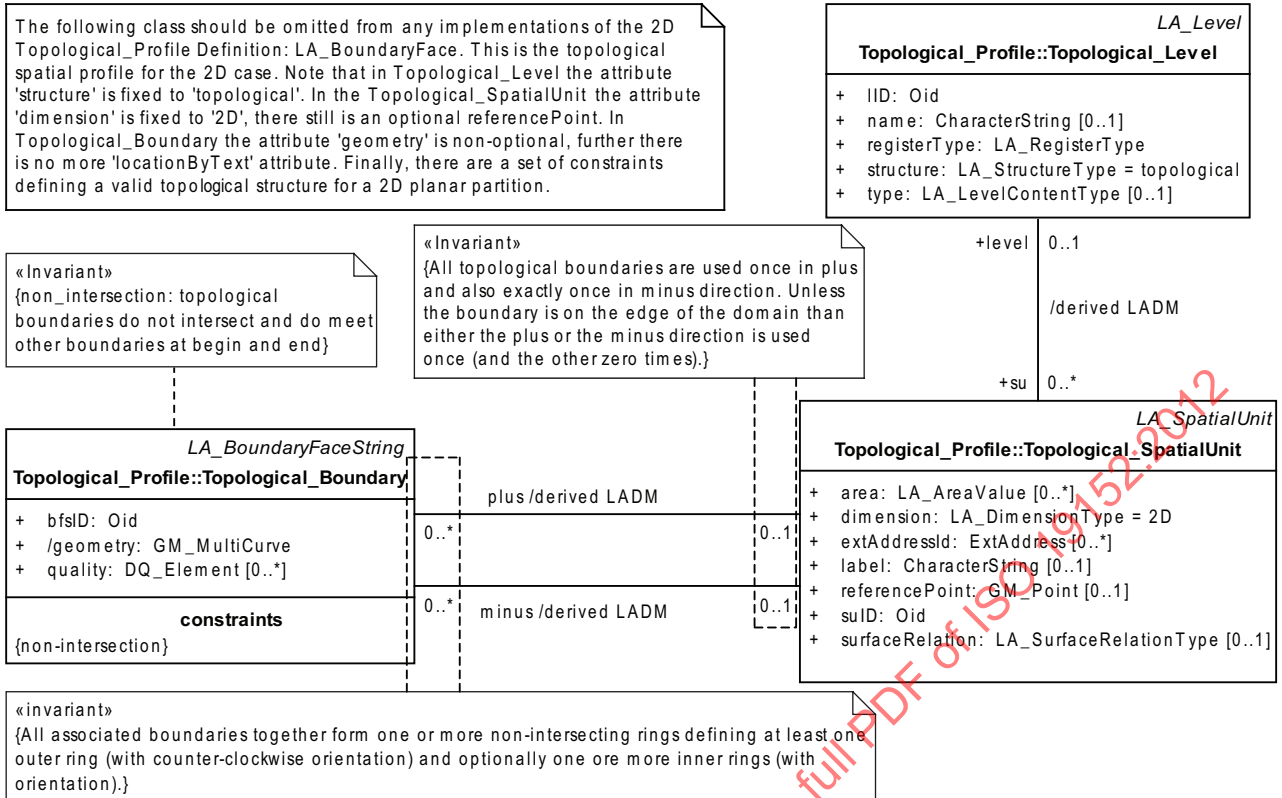 The following class should be omitted from any implementations of the 2D
Topological_Profile Definition: LA_BoundaryFace. This is the topological
spatial profile for the 2D case. Note that in Topological_Level the attribute
'structure' is fixed to 'topological'. In the Topological_SpatialUnit the attribute
'dimension' is fixed to '2D', there still is an optional referencePoint. In
Topological_Boundary the attribute 'geometry' is non-optional, further there
is no more 'locationByText' attribute. Finally, there are a set of constraints
defining a valid topological structure for a 2D planar partition.
LA_Level
Topological_Profile::Topological_Level
+ lID: Oid
+ name: CharacterString [0..1]
+ registerType: LA_RegisterType
+ structure: LA_StructureType = topological
+ type: LA_LevelContentType [0..1]
+level 0..1
/derived LADM
+su 0..*
«Invariant»
{non_intersection: topological
boundaries do not intersect and do meet
other boundaries at begin and end}
«Invariant»
{All topological boundaries are used once in plus
and also exactly once in minus direction. Unless
the boundary is on the edge of the domain than
either the plus or the minus direction is used
once (and the other zero times).}
LA_BoundaryFaceString
Topological_Profile::Topological_Boundary
+ bfsID: Oid
+ /geometry: GM_MultiCurve
+ quality: DQ_Element [0..*]
constraints
{non-intersection}
plus /derived LADM
0..* 0..1
0..* 0..1
minus /derived LADM
LA_SpatialUnit
Topological_Profile::Topological_SpatialUnit
+ area: LA_AreaValue [0..*]
+ dimension: LA_DimensionType = 2D
+ extAddressId: ExtAddress [0..*]
+ label: CharacterString [0..1]
+ referencePoint: GM_Point [0..1]
+ suID: Oid
+ surfaceRelation: LA_SurfaceRelationType [0..1]
«invariant»
{All associated boundaries together form one or more non-intersecting rings defining at least one
outer ring (with counter-clockwise orientation) and optionally one ore more inner rings (with
orientation).}
full PDF of ISO 19152:2012